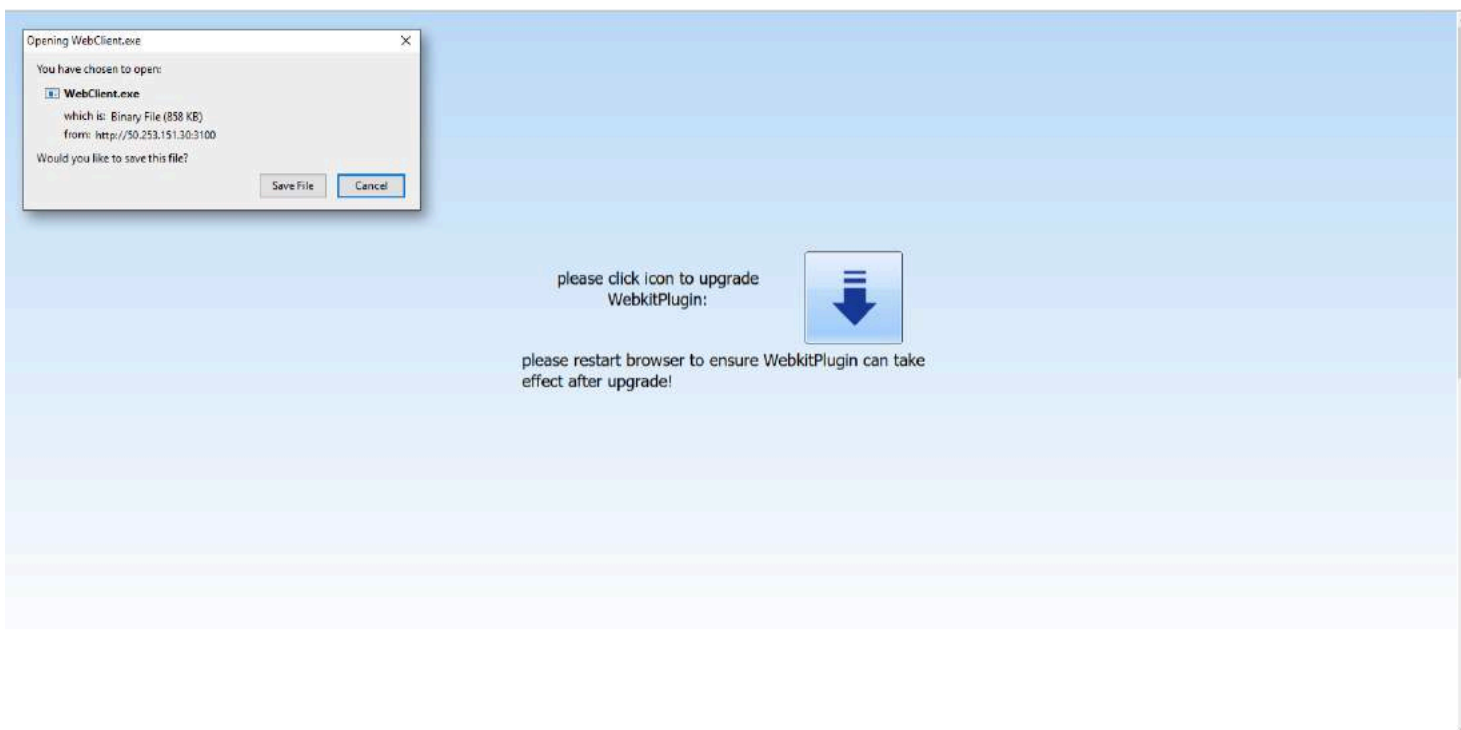 Opening WebClient.exe
You have chosen to open:
WebClient.exe
which is: Binary File (858 KB)
from: http://50.253.151.30:3100
Would you like to save this file?
Save File Cancel
please click icon to upgrade
WebkitPlugin:
please restart browser to ensure WebkitPlugin can take
effect after upgrade!